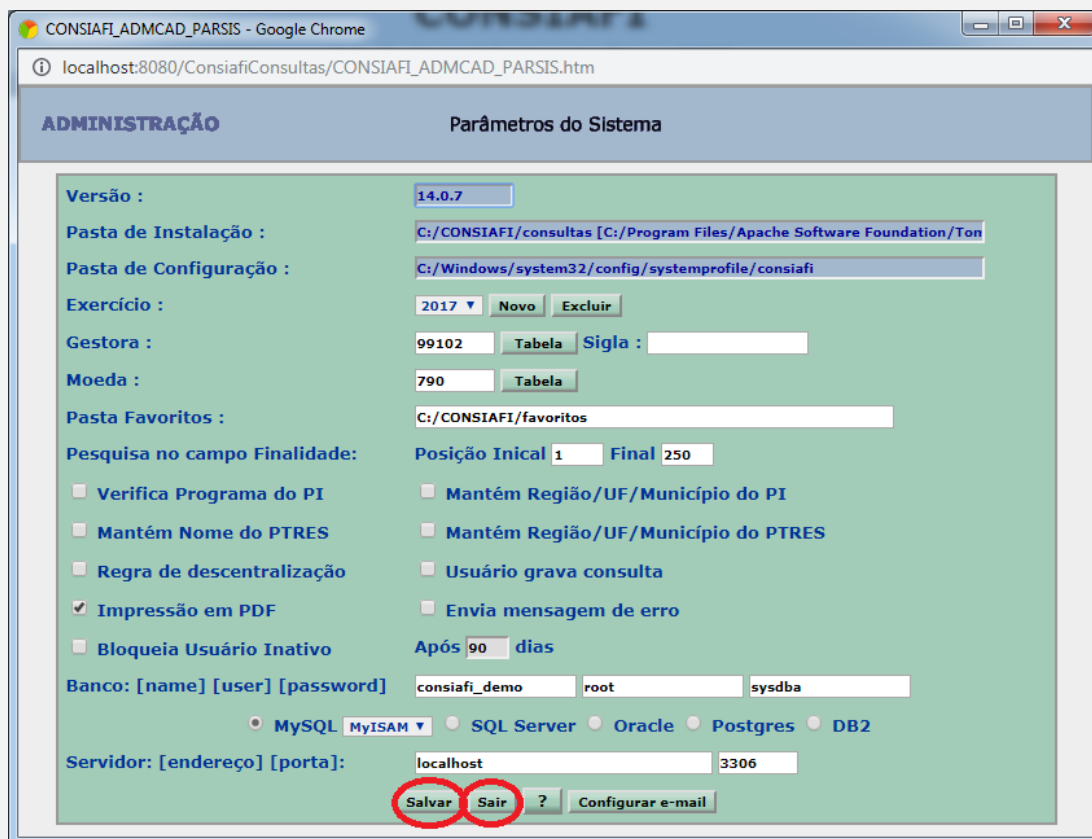 CONSIAFI
CONSIAFI_ADMCAD_PARSIS - Google Chrome
localhost:8080/ConsiafiConsultas/CONSIAFI_ADMCAD_PARSIS.htm
ADMINISTRAÇÃO Parâmetros do Sistema
Versão : 14.0.7
Pasta de Instalação : C:/CONSIAFI/consultas [C:/Program Files/Apache Software Foundation/Tom
Pasta de Configuração : C:/Windows/system32/config/systemprofile/consiafi
Exercício : 2017 Novo Excluir
Gestora : 99102 Tabela Sigla :
Moeda : 790 Tabela
Pasta Favoritos : C:/CONSIAFI/favoritos
Pesquisa no campo Finalidade: Posição Inical 1 Final 250
Verifica Programa do PI Mantém Região/UF/Município do PI
Mantém Nome do PTRES Mantém Região/UF/Município do PTRES
Regra de descentralização Usuário grava consulta
Impressão em PDF Envia mensagem de erro
Bloqueia Usuário Inativo Após 90 dias
Banco: [name] [user] [password] consiafi_demo root sysdba
MySQL MyISAM SQL Server Oracle Postgres DB2
Servidor: [endereço] [porta]: localhost 3306
Salvar Sair ? Configurar e-mail